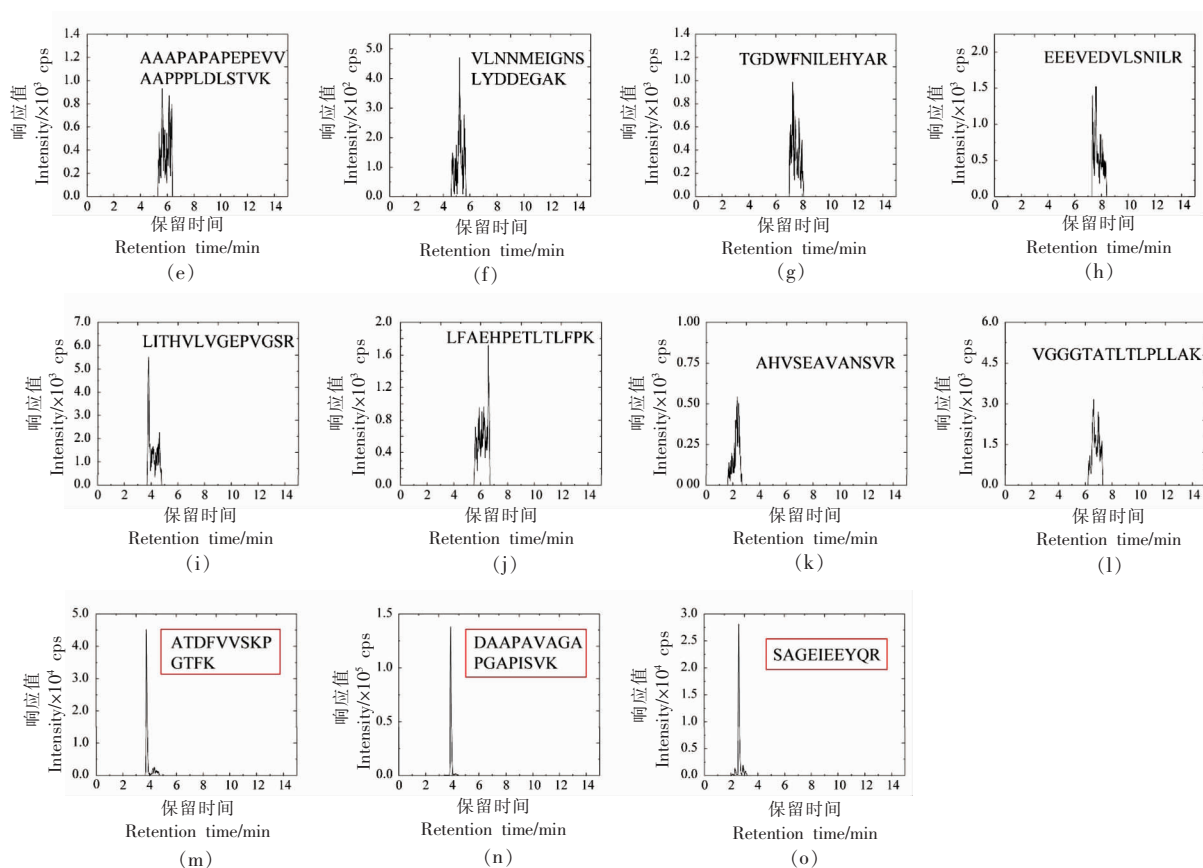 1.4
1.2
1.0
0.8
0.6
0.4
0.2
0.0
响应值
Intensity/×10³ cps
AAAPAPAPEPEVV
AAPPPLDLSTVK
0 2 4 6 8 10 12 14
保留时间
Retention time/min
(e)
5.0
4.0
3.0
2.0
1.0
0.0
响应值
Intensity/×10² cps
VLNNMEIGNS
LYDDEGAK
0 2 4 6 8 10 12 14
保留时间
Retention time/min
(f)
1.4
1.2
1.0
0.8
0.6
0.4
0.2
0.0
响应值
Intensity/×10³ cps
TGDWFNILEHYAR
0 2 4 6 8 10 12 14
保留时间
Retention time/min
(g)
2.0
1.5
1.0
0.5
0.0
响应值
Intensity/×10³ cps
EEEVEDVLSNILR
0 2 4 6 8 10 12 14
保留时间
Retention time/min
(h)
7.0
6.0
5.0
4.0
3.0
2.0
1.0
0.0
响应值
Intensity/×10³ cps
LITHVLVGEPVGSR
0 2 4 6 8 10 12 14
保留时间
Retention time/min
(i)
2.0
1.6
1.2
0.8
0.4
0.0
响应值
Intensity/×10³ cps
LFAEHPETLTLFPK
0 2 4 6 8 10 12 14
保留时间
Retention time/min
(j)
1.00
0.75
0.50
0.25
0.00
响应值
Intensity/×10³ cps
AHVSEAVANSVR
0 2 4 6 8 10 12 14
保留时间
Retention time/min
(k)
6.0
4.5
3.0
1.5
0.0
响应值
Intensity/×10³ cps
VGGGTATLTLPLLAK
0 2 4 6 8 10 12 14
保留时间
Retention time/min
(l)
5.0
4.0
3.0
2.0
1.0
0.0
响应值
Intensity/×10⁴ cps
ATDFVVSKP
GTFK
0 2 4 6 8 10 12 14
保留时间
Retention time/min
(m)
1.5
1.0
0.5
0.0
响应值
Intensity/×10⁵ cps
DAAPAVAGA
PGAPISVK
0 2 4 6 8 10 12 14
保留时间
Retention time/min
(n)
3.0
2.5
2.0
1.5
1.0
0.5
0.0
响应值
Intensity/×10⁴ cps
SAGEIEEYQR
0 2 4 6 8 10 12 14
保留时间
Retention time/min
(o)